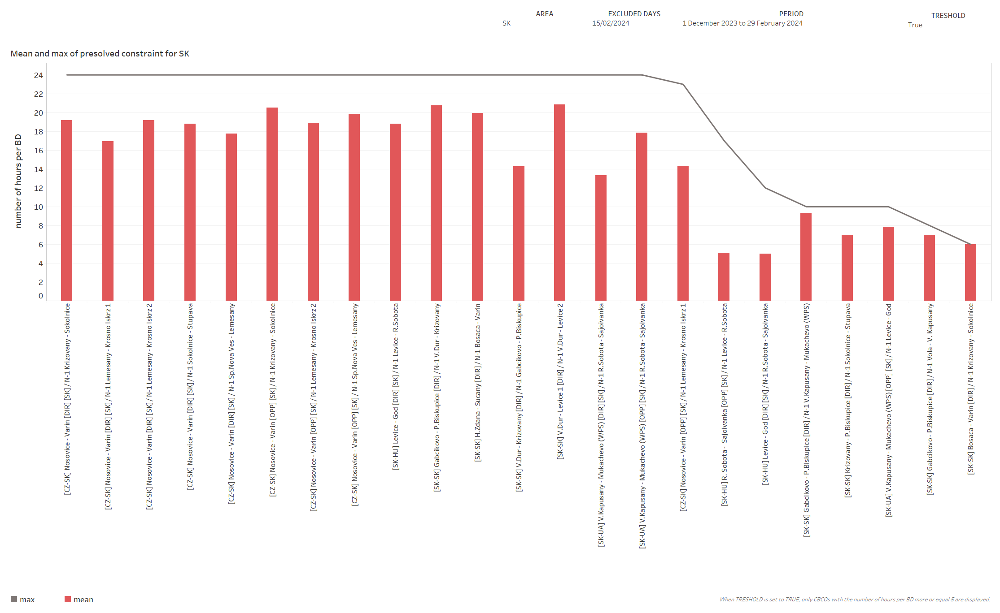 AREA
SK
EXCLUDED DAYS
15/02/2024
PERIOD
1 December 2023 to 29 February 2024
TRESHOLD
True
Mean and max of presolved constraint for SK
number of hours per BD
24
22
20
18
16
14
12
10
8
6
4
2
0
[CZ-SK] Nosovice - Varin [DIR] [SK] / N-1 Krizovany - Sokolnice
[CZ-SK] Nosovice - Varin [DIR] [SK] / N-1 Lemesany - Krosno Iskrz 1
[CZ-SK] Nosovice - Varin [DIR] [SK] / N-1 Lemesany - Krosno Iskrz 2
[CZ-SK] Nosovice - Varin [DIR] [SK] / N-1 Sokolnice - Stupava
[CZ-SK] Nosovice - Varin [DIR] [SK] / N-1 Sp.Nova Ves - Lemesany
[CZ-SK] Nosovice - Varin [OPP] [SK] / N-1 Krizovany - Sokolnice
[CZ-SK] Nosovice - Varin [OPP] [SK] / N-1 Lemesany - Krosno Iskrz 2
[CZ-SK] Nosovice - Varin [OPP] [SK] / N-1 Sp.Nova Ves - Lemesany
[SK-HU] Levice - God [DIR] [SK] / N-1 Levice - R.Sobota
[SK-SK] Gabcikovo - P.Biskupice [DIR] / N-1 V.Dur - Krizovany
[SK-SK] H.Zdana - Sucany [DIR] / N-1 Bosaca - Varin
[SK-SK] V.Dur - Krizovany [DIR] / N-1 Gabcikovo - P.Biskupice
[SK-SK] V.Dur - Levice 1 [DIR] / N-1 V.Dur - Levice 2
[SK-UA] V.Kapusany - Mukachevo (WPS) [DIR] [SK] / N-1 R.Sobota - Sajoivanka
[SK-UA] V.Kapusany - Mukachevo (WPS) [OPP] [SK] / N-1 R.Sobota - Sajoivanka
[CZ-SK] Nosovice - Varin [OPP] [SK] / N-1 Lemesany - Krosno Iskrz 1
[SK-HU] R. Sobota - Sajoivanka [OPP] [SK] / N-1 Levice - R.Sobota
[SK-HU] Levice - God [DIR] [SK] / N-1 R.Sobota - Sajoivanka
[SK-SK] Gabcikovo - P.Biskupice [DIR] / N-1 V.Kapusany - Mukachevo (WPS)
[SK-SK] Krizovany - P.Biskupice [DIR] / N-1 Sokolnice - Stupava
[SK-UA] V.Kapusany - Mukachevo (WPS) [OPP] [SK] / N-1 Levice - God
[SK-SK] Gabcikovo - P.Biskupice [DIR] / N-1 Vola - V. Kapusany
[SK-SK] Bosaca - Varin [DIR] / N-1 Krizovany - Sokolnice
max
mean
When TRESHOLD is set to TRUE, only CBCOs with the number of hours per BD more or equal 5 are displayed.